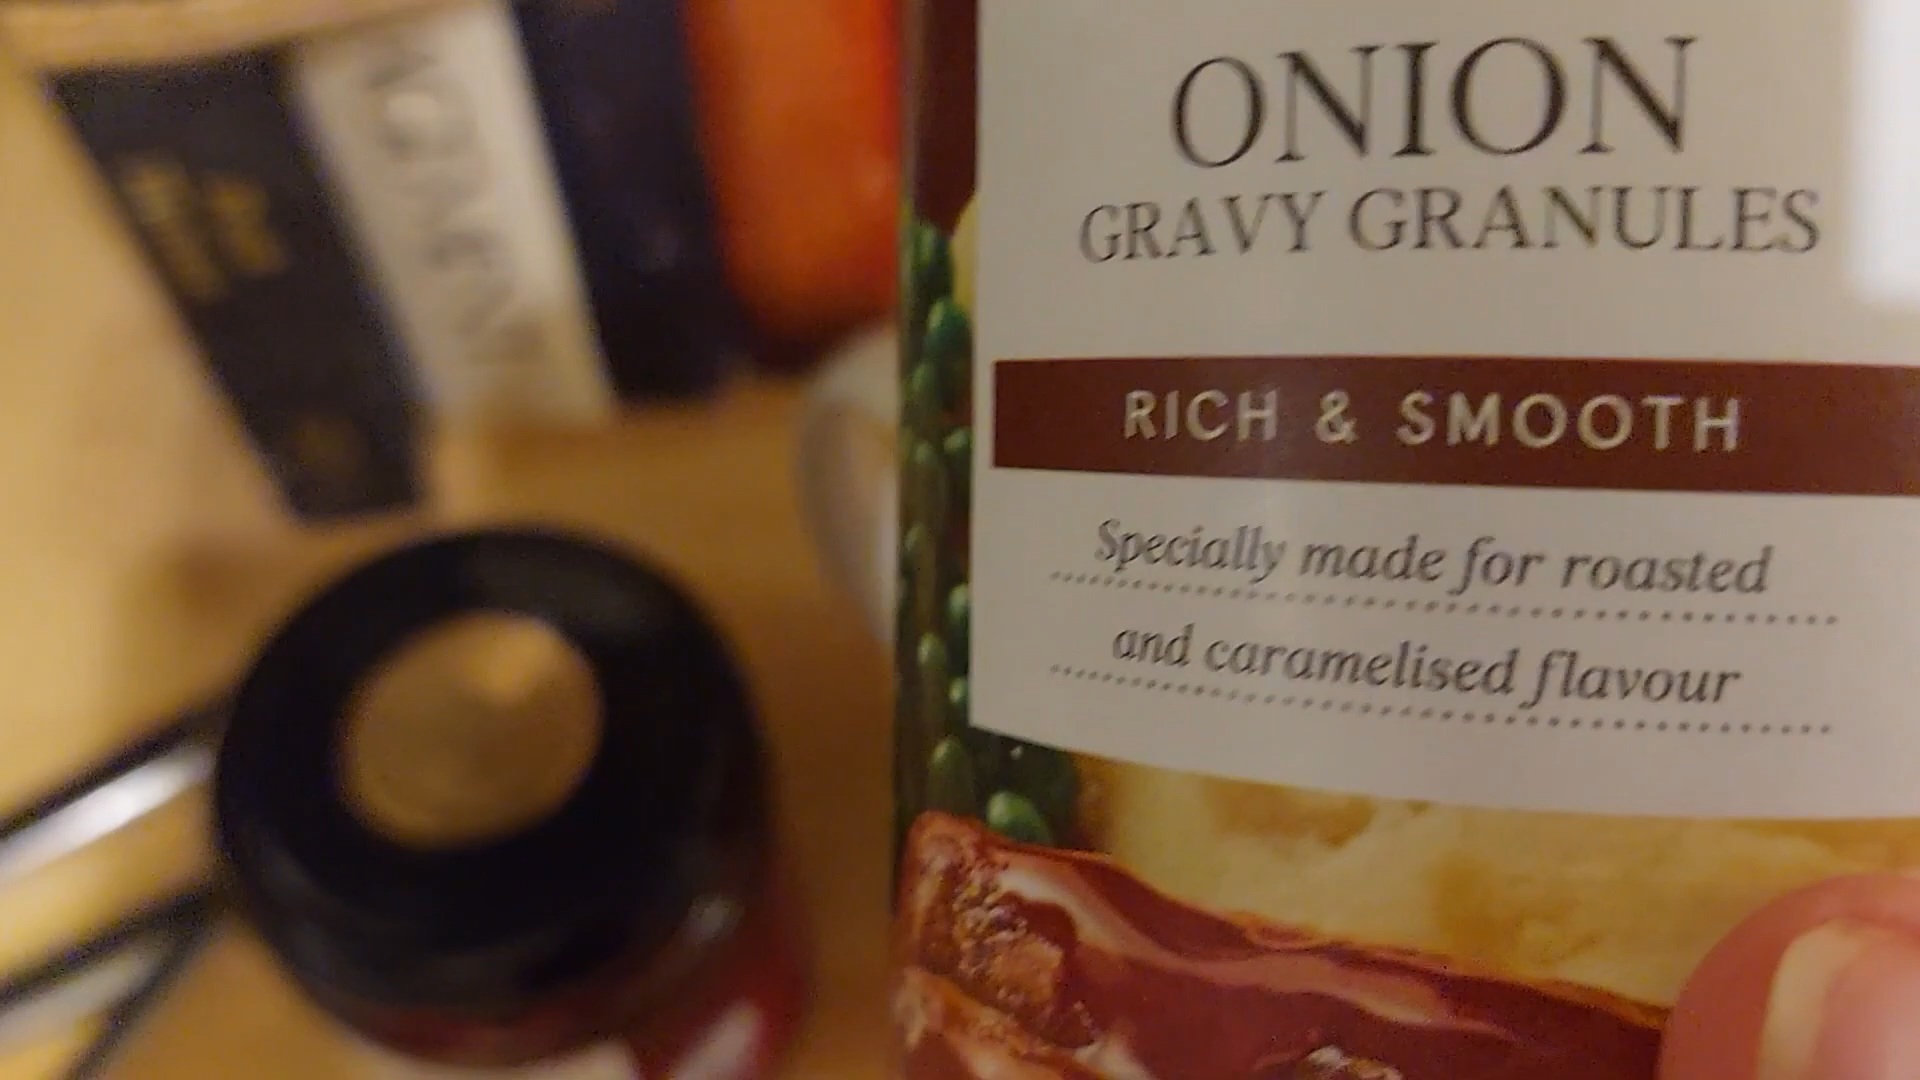 ONION
GRAVY GRANULES
RICH & SMOOTH
Specially made for roasted
and caramelised flavour